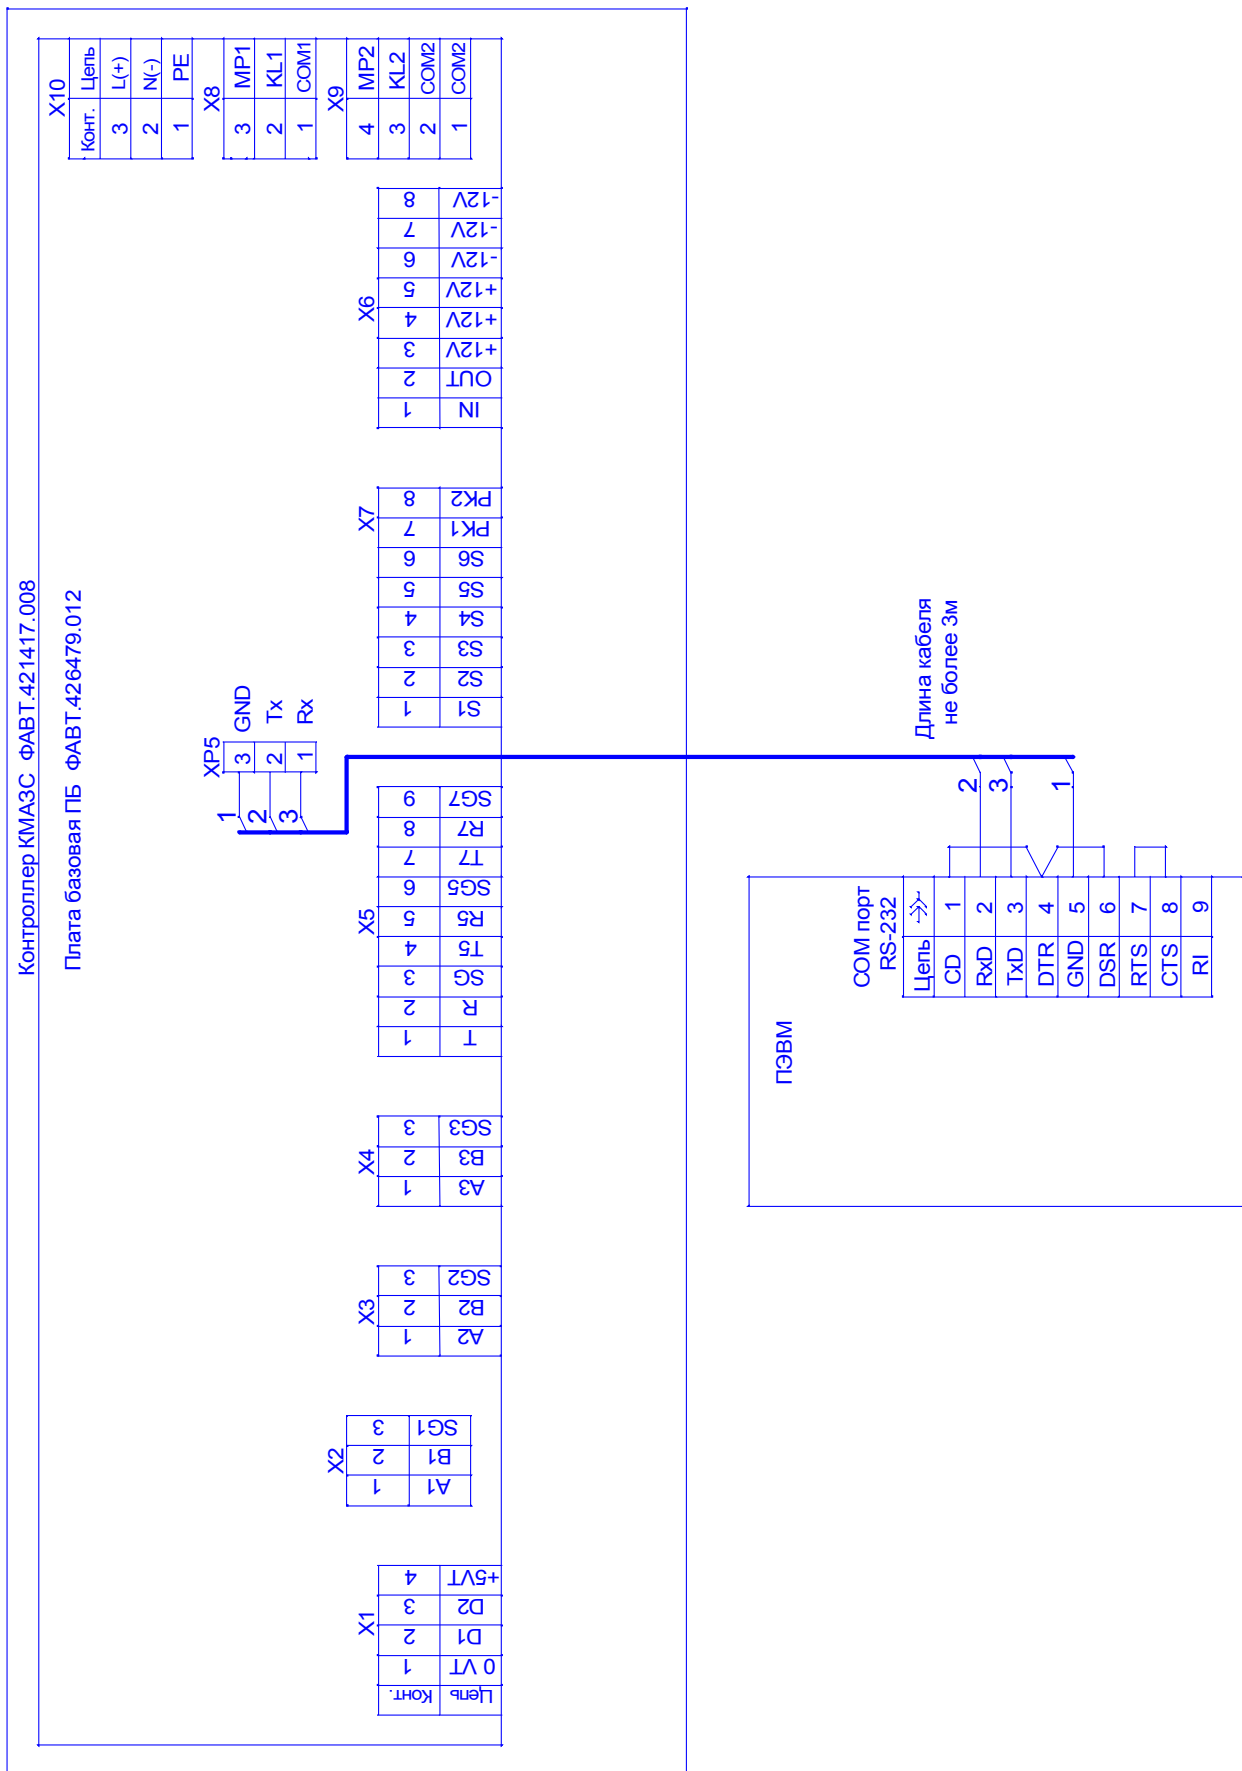 Контроллер КМАЗС ФАВТ.421417.008
Плата базовая ПБ ФАВТ.426479.012
X10
Конт. Цепь
3 L(+)
2 N(-)
1 PE
X8
3 MP1
2 KL1
1 COM1
X9
4 MP2
3 KL2
2 COM2
1 COM2
X6
8 -12V
7 -12V
6 -12V
5 +12V
4 +12V
3 +12V
2 OUT
1 IN
X7
8 PK2
7 PK1
6 S6
5 S5
4 S4
3 S3
2 S2
1 S1
XP5
3 GND
2 Tx
1 Rx
1
2
3
X5
9 SG7
8 R7
7 T7
6 SG5
5 R5
4 T5
3 SG
2 R
1 T
X4
3 SG3
2 B3
1 A3
X3
3 SG2
2 B2
1 A2
X2
3 SG1
2 B1
1 A1
X1
4 +5VT
3 D2
2 D1
1 0 VT
Конт. Цепь
Длина кабеля
не более 3м
2
3
1
ПЭВМ
COM порт
RS-232
Цепь
CD 1
RxD 2
TxD 3
DTR 4
GND 5
DSR 6
RTS 7
CTS 8
RI 9